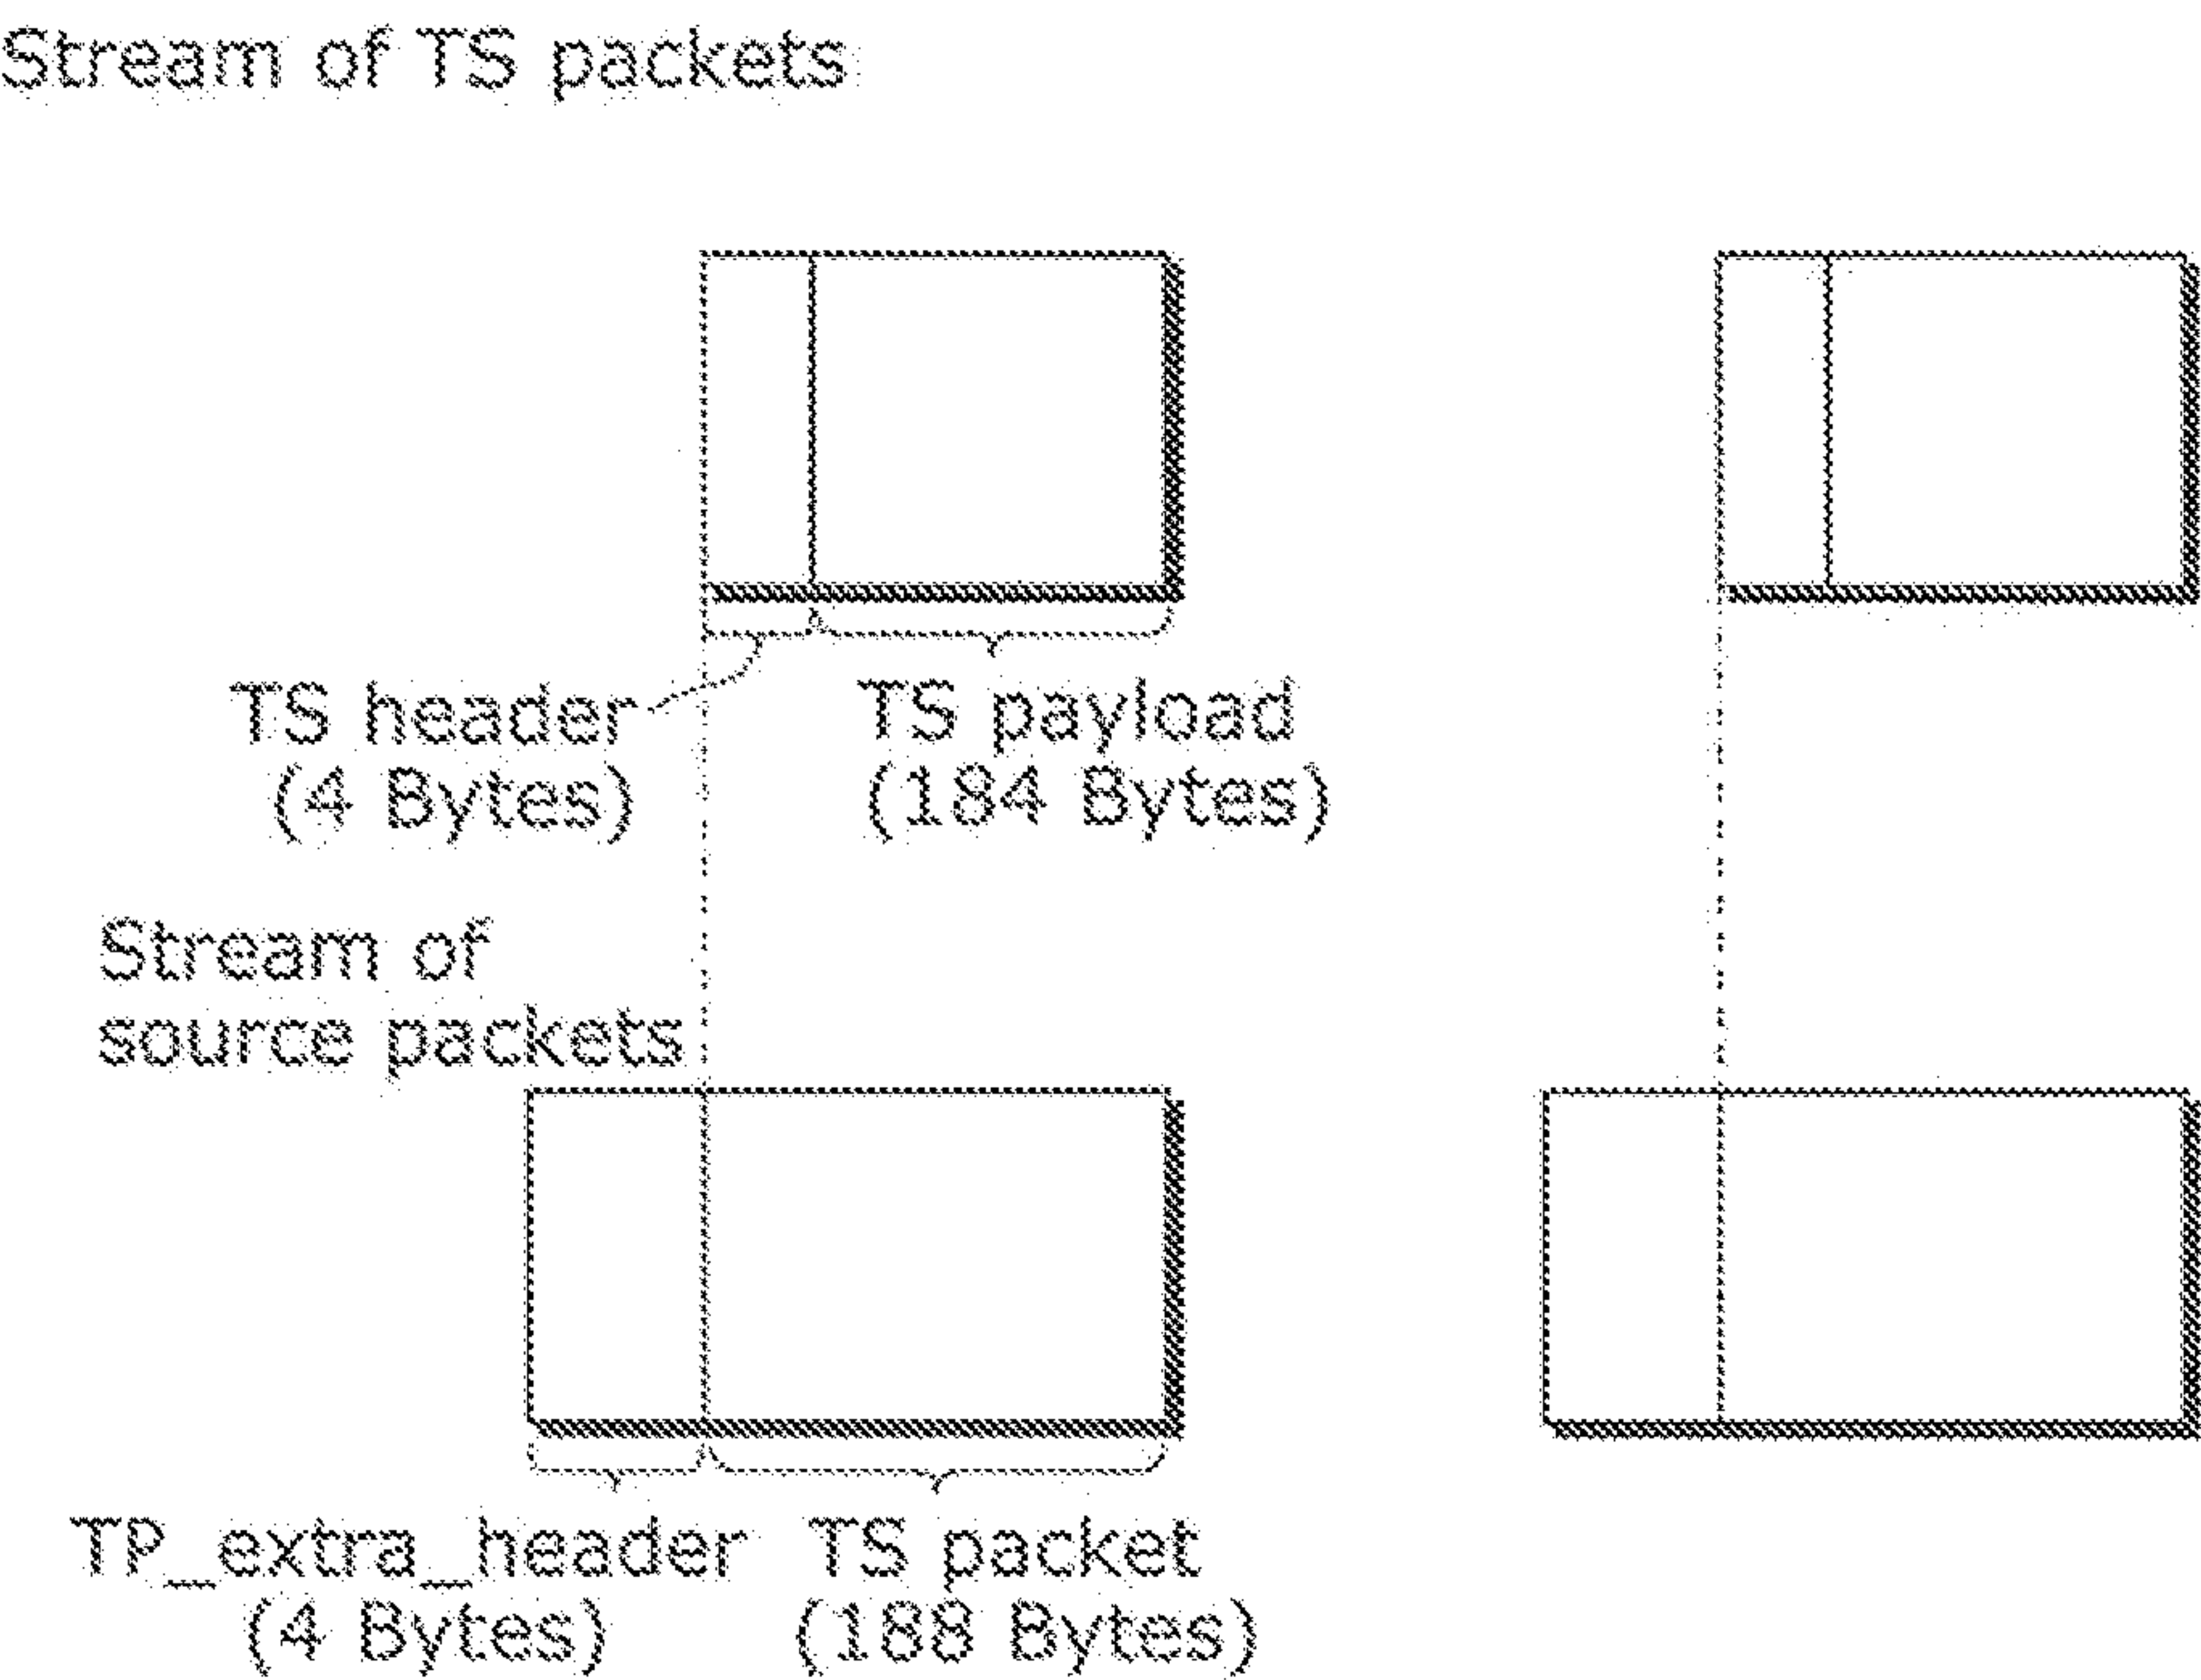 Stream of TS packets
TS header
(4 Bytes)
TS payload
(184 Bytes)
Stream of
source packets
TP_extra_header
(4 Bytes)
TS packet
(188 Bytes)